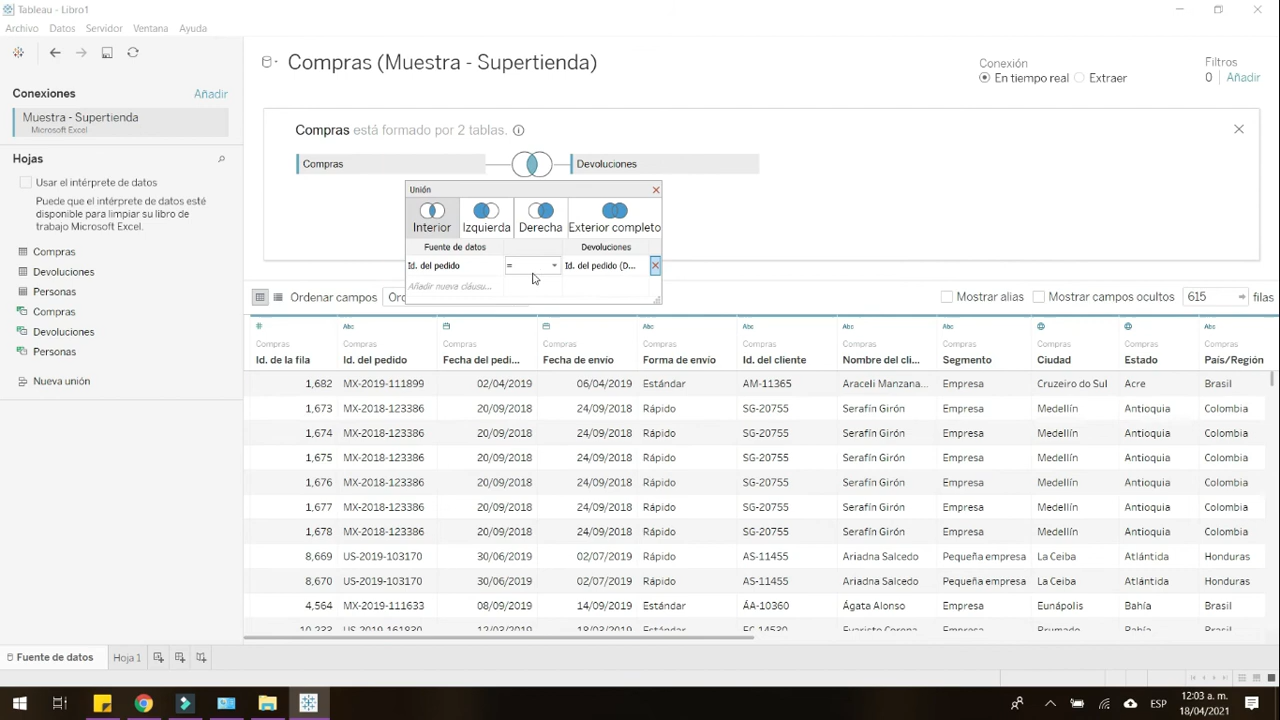 Tableau - Libro1
Archivo Datos Servidor Ventana Ayuda
Conexiones Añadir
Muestra - Supertienda
Microsoft Excel
Hojas
Usar el intérprete de datos
Puede que el intérprete de datos esté
disponible para limpiar su libro de
trabajo Microsoft Excel.
Compras
Devoluciones
Personas
Compras
Devoluciones
Personas
Nueva unión
Compras (Muestra - Supertienda)
Conexión
En tiempo real Extraer
Filtros
0 Añadir
Compras está formado por 2 tablas.
Compras Devoluciones
Unión
Interior Izquierda Derecha Exterior completo
Fuente de datos Devoluciones
Id. del pedido = Id. del pedido (D...
Añadir nueva cláusu...
Ordenar campos Mostrar alias Mostrar campos ocultos 615 filas
# Abc Abc Abc Abc Abc Abc
Compras Compras Compras Compras Compras Compras Compras Compras Compras Compras Compras
Id. de la fila Id. del pedido Fecha del pedi... Fecha de envío Forma de envío Id. del cliente Nombre del cli... Segmento Ciudad Estado País/Región
1,682 MX-2019-111899 02/04/2019 06/04/2019 Estándar AM-11365 Araceli Manzana... Empresa Cruzeiro do Sul Acre Brasil
1,673 MX-2018-123386 20/09/2018 24/09/2018 Rápido SG-20755 Serafín Girón Empresa Medellín Antioquia Colombia
1,674 MX-2018-123386 20/09/2018 24/09/2018 Rápido SG-20755 Serafín Girón Empresa Medellín Antioquia Colombia
1,675 MX-2018-123386 20/09/2018 24/09/2018 Rápido SG-20755 Serafín Girón Empresa Medellín Antioquia Colombia
1,676 MX-2018-123386 20/09/2018 24/09/2018 Rápido SG-20755 Serafín Girón Empresa Medellín Antioquia Colombia
1,677 MX-2018-123386 20/09/2018 24/09/2018 Rápido SG-20755 Serafín Girón Empresa Medellín Antioquia Colombia
1,678 MX-2018-123386 20/09/2018 24/09/2018 Rápido SG-20755 Serafín Girón Empresa Medellín Antioquia Colombia
8,669 US-2019-103170 30/06/2019 02/07/2019 Rápido AS-11455 Ariadna Salcedo Pequeña empresa La Ceiba Atlántida Honduras
8,670 US-2019-103170 30/06/2019 02/07/2019 Rápido AS-11455 Ariadna Salcedo Pequeña empresa La Ceiba Atlántida Honduras
4,564 MX-2019-111633 08/09/2019 14/09/2019 Estándar ÁA-10360 Ágata Alonso Empresa Eunápolis Bahía Brasil
Fuente de datos Hoja 1
ESP
12:03 a. m.
18/04/2021